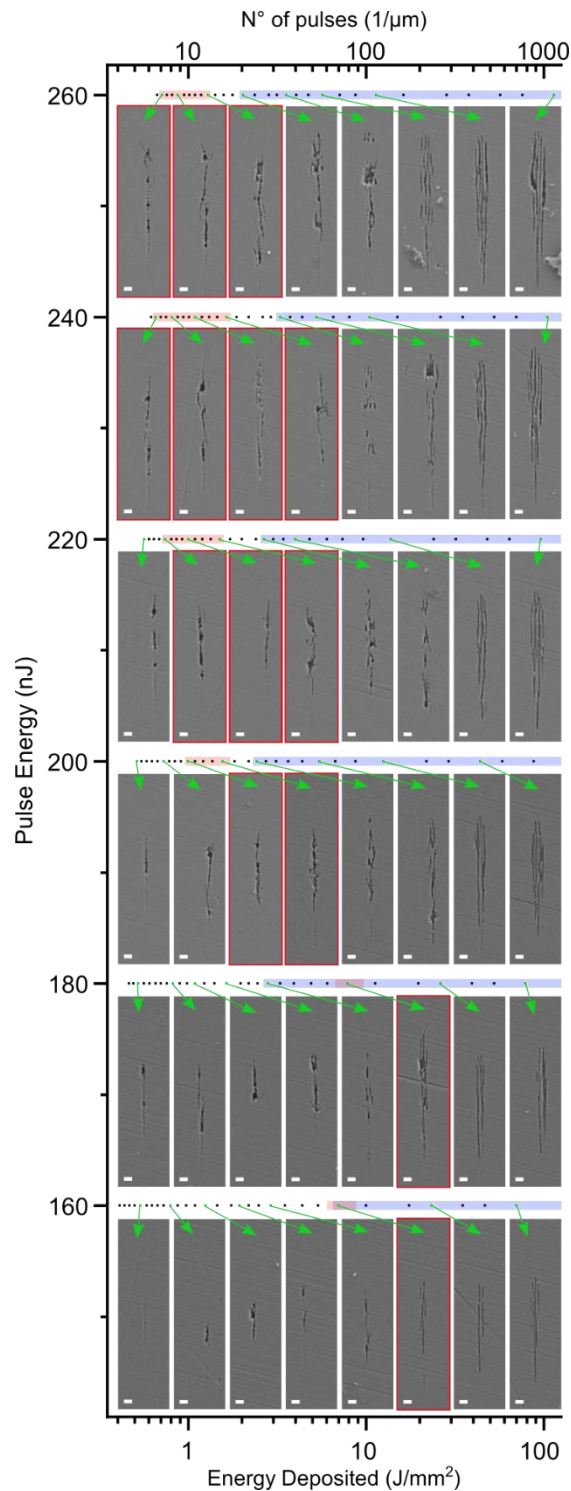 N° of pulses (1/μm)
10 100 1000
260
240
220
200
180
160
Pulse Energy (nJ)
1 10 100
Energy Deposited (J/mm²)